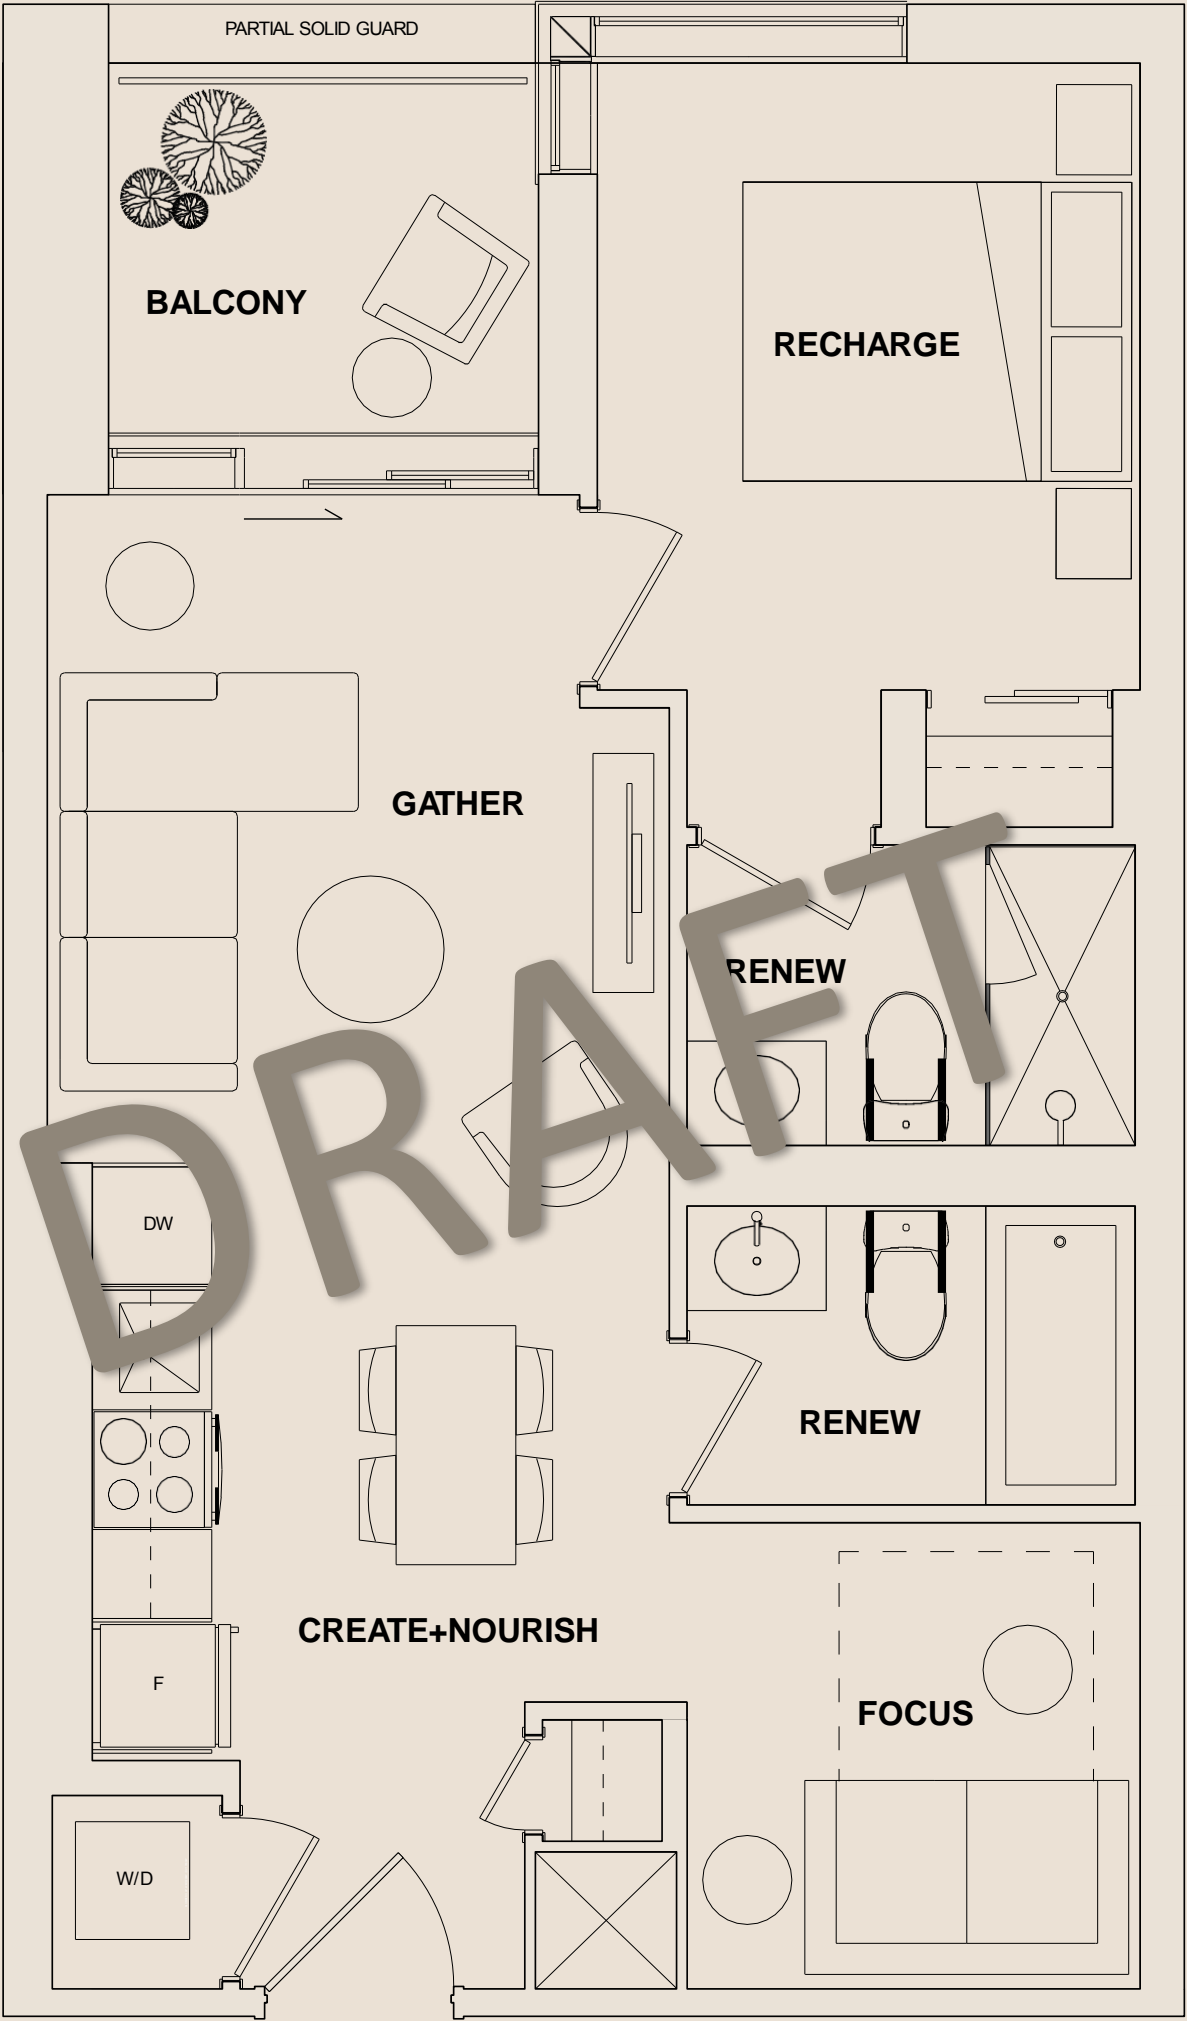 PARTIAL SOLID GUARD
BALCONY
RECHARGE
GATHER
RENEW
DRAFT
DW
RENEW
CREATE+NOURISH
F
FOCUS
W/D